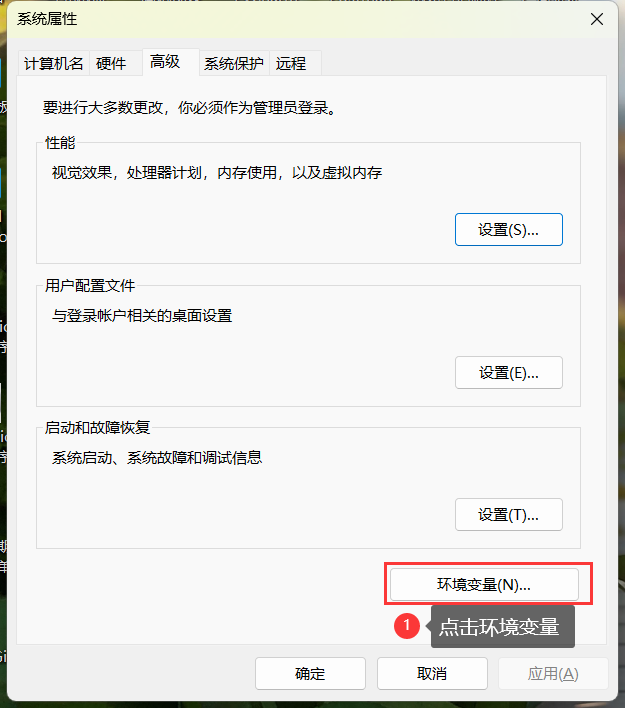 系统属性
计算机名 硬件 高级 系统保护 远程
要进行大多数更改，你必须作为管理员登录。
性能
视觉效果，处理器计划，内存使用，以及虚拟内存
设置(S)...
用户配置文件
与登录帐户相关的桌面设置
设置(E)...
启动和故障恢复
系统启动、系统故障和调试信息
设置(T)...
环境变量(N)...
1 点击环境变量
确定 取消 应用(A)